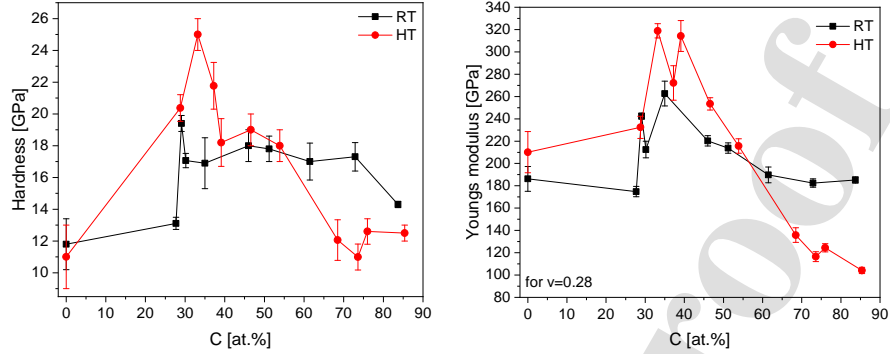 26
24
22
20
18
16
14
12
10
Hardness [GPa]
0 10 20 30 40 50 60 70 80 90
C [at.%]
RT
HT
340
320
300
280
260
240
220
200
180
160
140
120
100
80
Youngs modulus [GPa]
0 10 20 30 40 50 60 70 80 90
C [at.%]
RT
HT
for v=0.28
roof